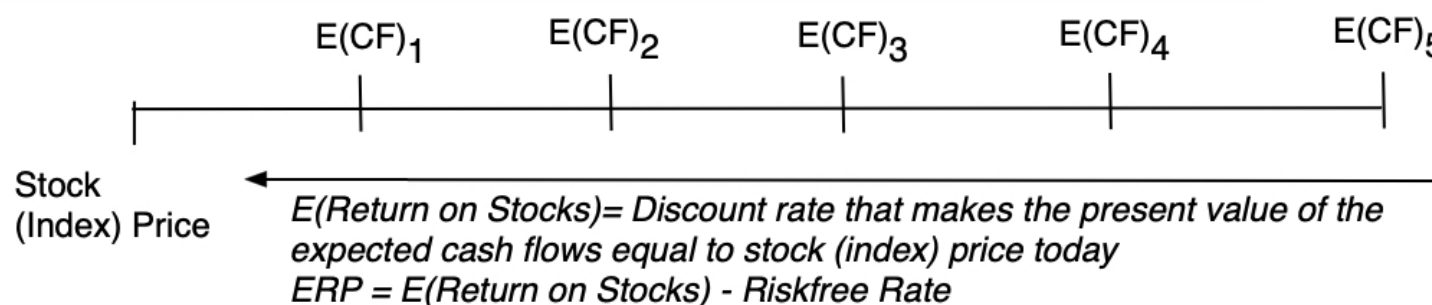 E(CF)1 E(CF)2 E(CF)3 E(CF)4 E(CF)5
Stock
(Index) Price
E(Return on Stocks)= Discount rate that makes the present value of the
expected cash flows equal to stock (index) price today
ERP = E(Return on Stocks) - Riskfree Rate